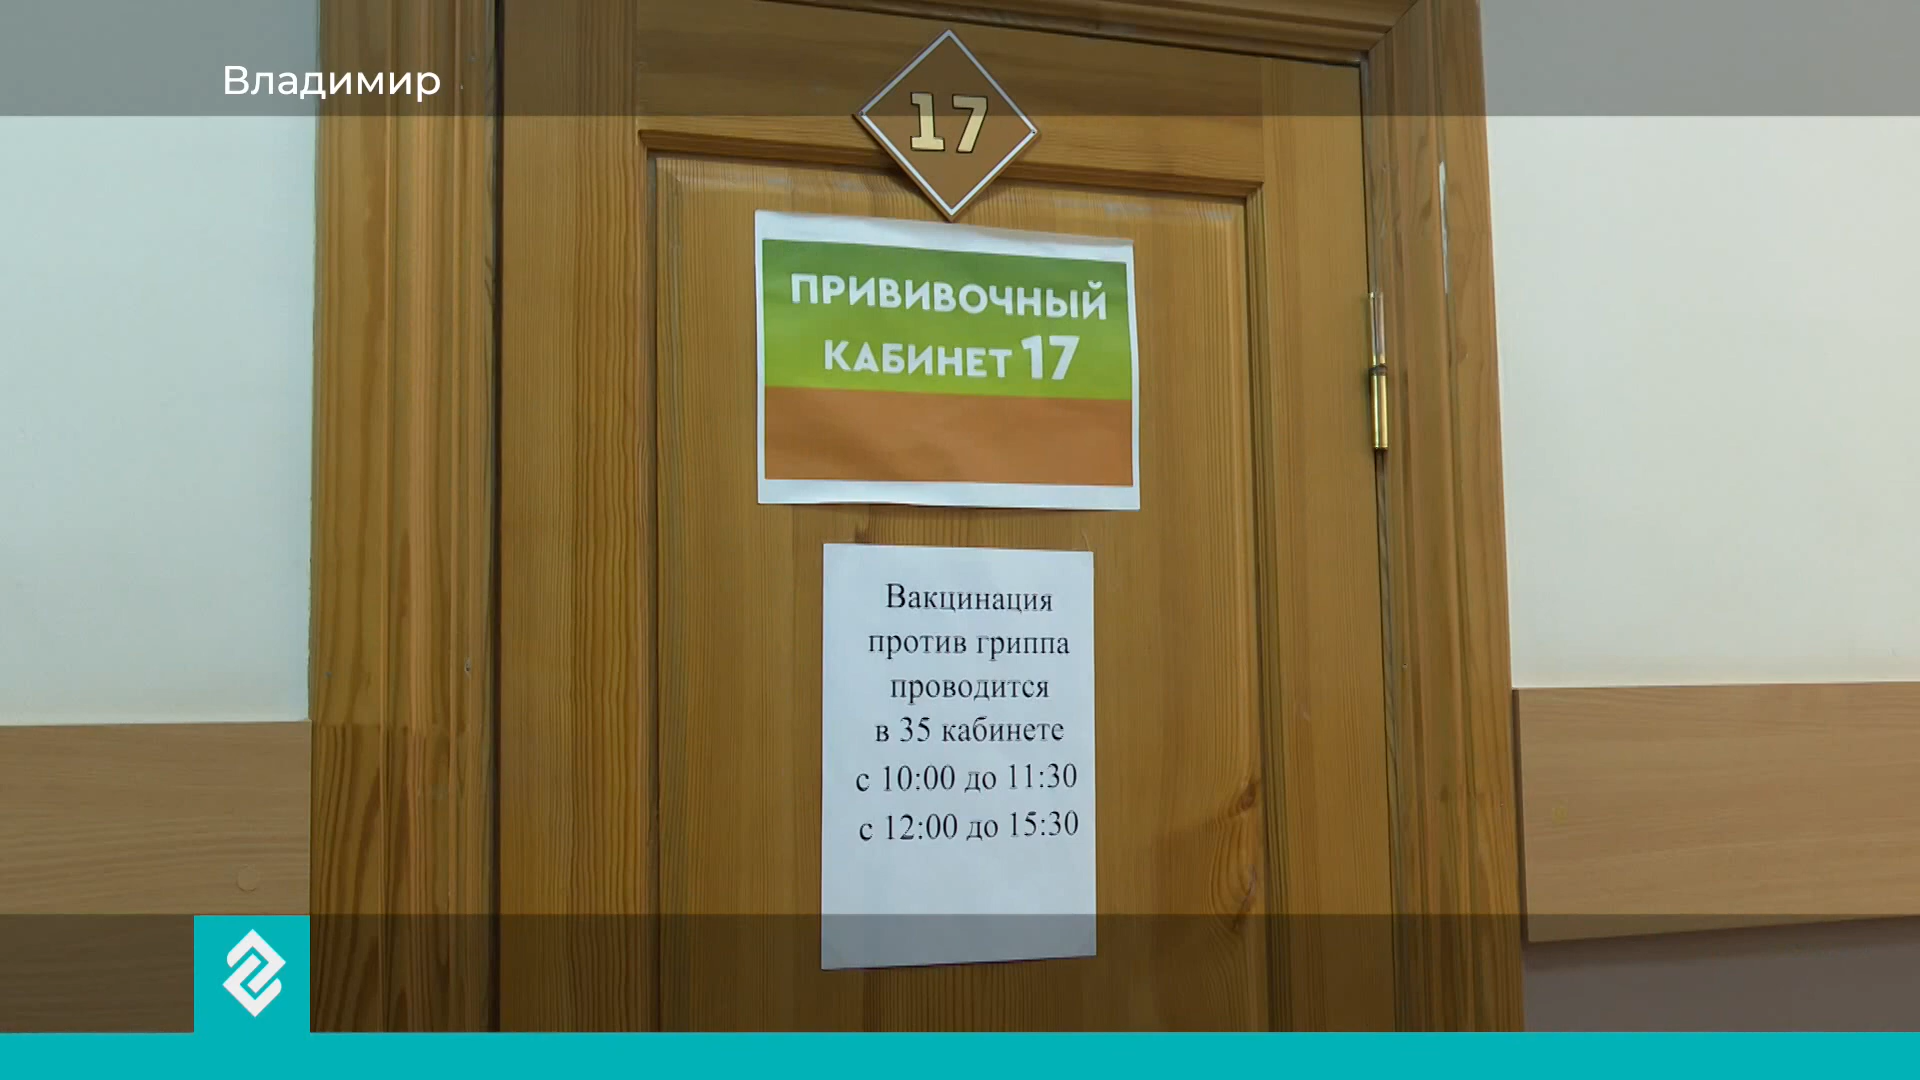 Владимир
17
ПРИВИВОЧНЫЙ
КАБИНЕТ 17
Вакцинация
против гриппа
проводится
в 35 кабинете
с 10:00 до 11:30
с 12:00 до 15:30